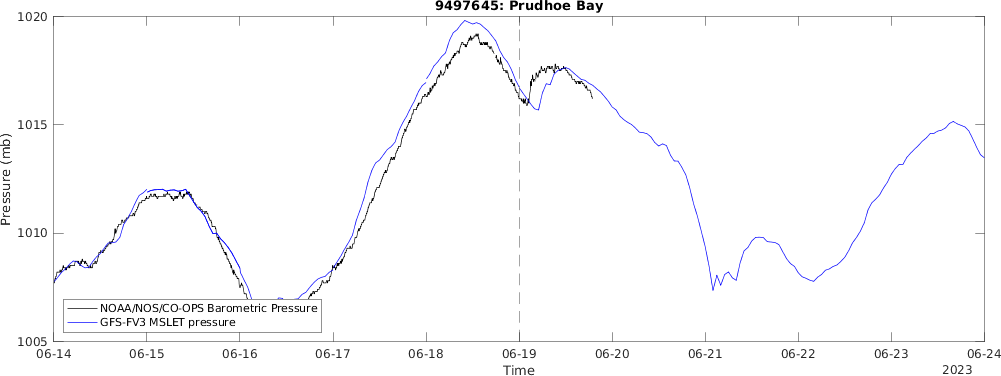 9497645: Prudhoe Bay
Pressure (mb)
1020
1015
1010
1005
NOAA/NOS/CO-OPS Barometric Pressure
GFS-FV3 MSLET pressure
06-14 06-15 06-16 06-17 06-18 06-19 06-20 06-21 06-22 06-23 06-24
Time
2023